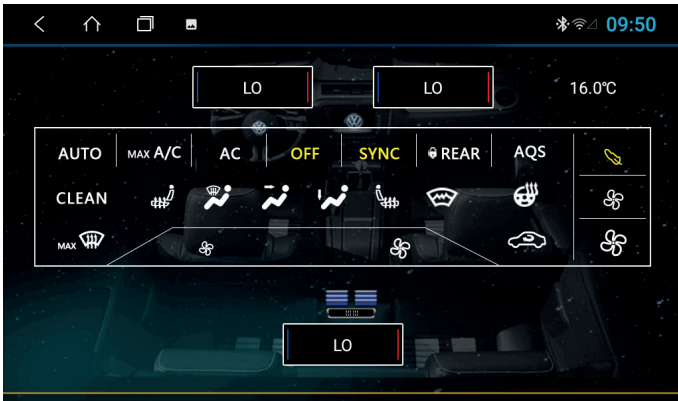 09:50
LO LO 16.0℃
AUTO MAX A/C AC OFF SYNC REAR AQS
CLEAN
MAX
LO